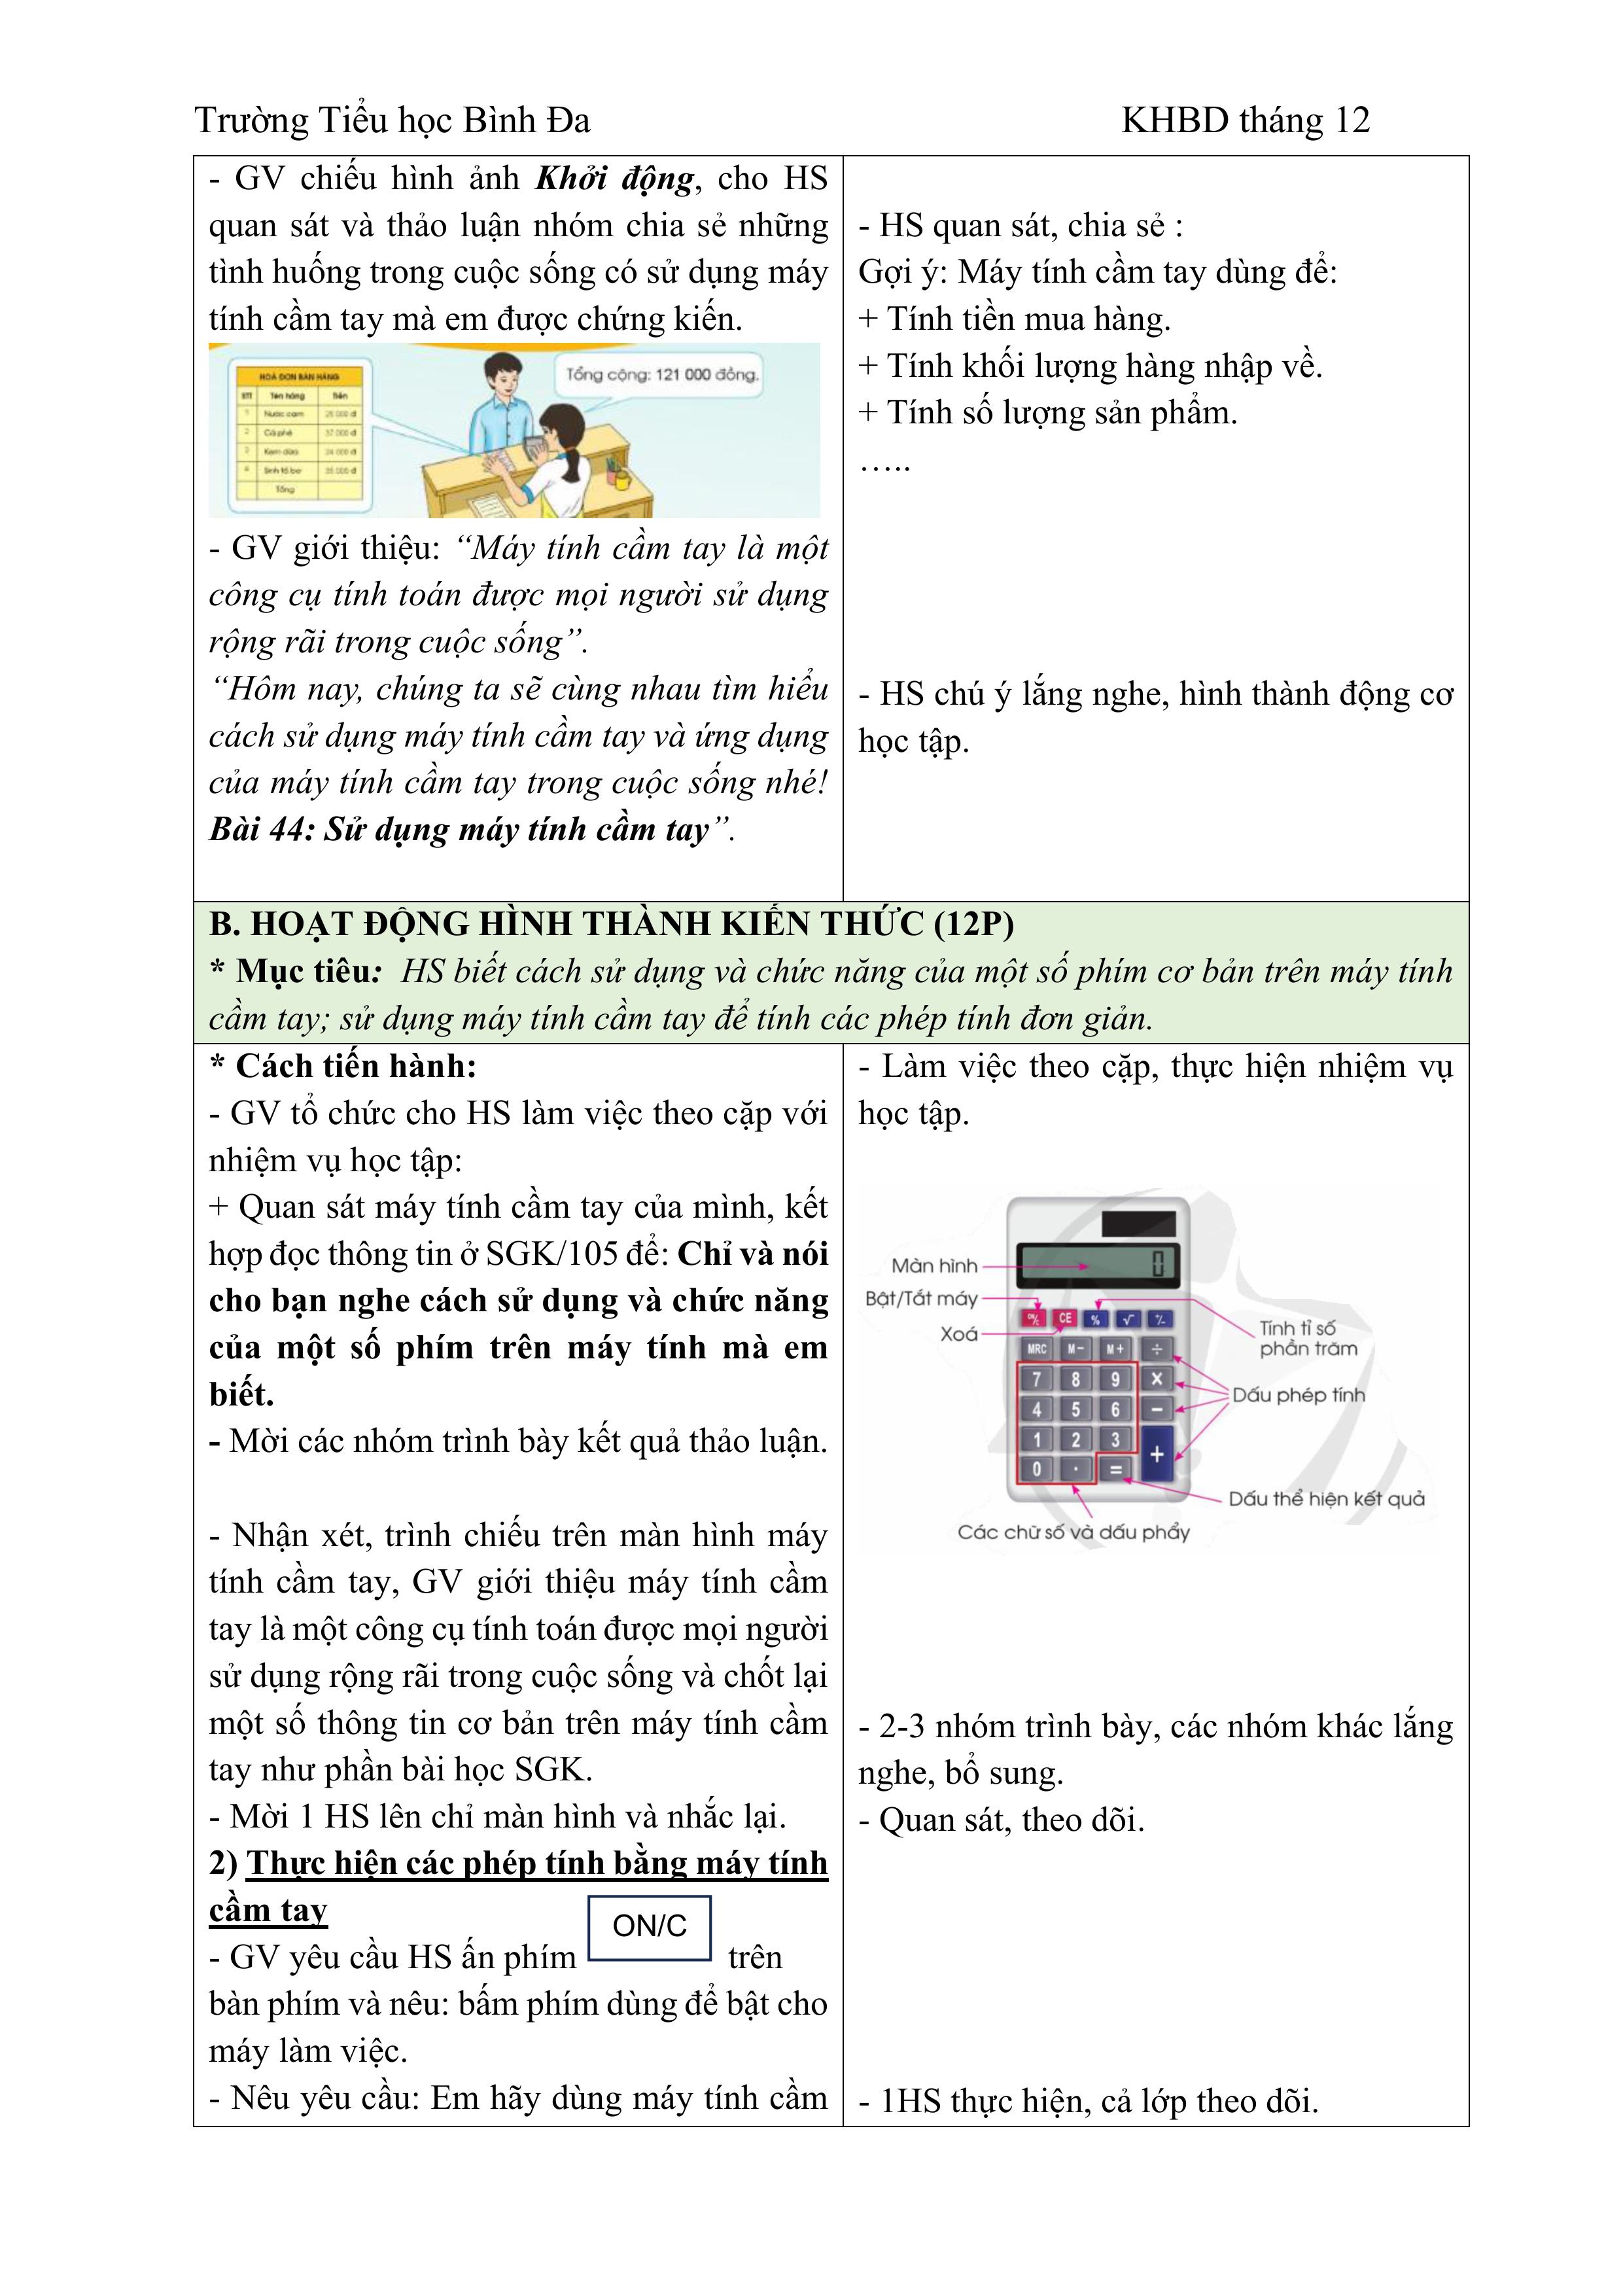 Trường Tiểu học Bình Đa
KHBD tháng 12
- GV chiếu hình ảnh Khởi động, cho HS
quan sát và thảo luận nhóm chia sẻ những
tình huống trong cuộc sống có sử dụng máy
tính cầm tay mà em được chứng kiến.
HOÁ ĐƠN BÁN HÀNG
STT Tên hàng Tiền
1 Nước cam 25 000 đ
2 Cà phê 37 000 đ
3 Kem dừa 24 000 đ
4 Sinh tố bơ 35 000 đ
Tổng
Tổng cộng: 121 000 đồng.
- GV giới thiệu: “Máy tính cầm tay là một
công cụ tính toán được mọi người sử dụng
rộng rãi trong cuộc sống”.
“Hôm nay, chúng ta sẽ cùng nhau tìm hiểu
cách sử dụng máy tính cầm tay và ứng dụng
của máy tính cầm tay trong cuộc sống nhé!
Bài 44: Sử dụng máy tính cầm tay”.
- HS quan sát, chia sẻ :
Gợi ý: Máy tính cầm tay dùng để:
+ Tính tiền mua hàng.
+ Tính khối lượng hàng nhập về.
+ Tính số lượng sản phẩm.
…..
- HS chú ý lắng nghe, hình thành động cơ
học tập.
B. HOẠT ĐỘNG HÌNH THÀNH KIẾN THỨC (12P)
* Mục tiêu: HS biết cách sử dụng và chức năng của một số phím cơ bản trên máy tính
cầm tay; sử dụng máy tính cầm tay để tính các phép tính đơn giản.
* Cách tiến hành:
- GV tổ chức cho HS làm việc theo cặp với
nhiệm vụ học tập:
+ Quan sát máy tính cầm tay của mình, kết
hợp đọc thông tin ở SGK/105 để: Chỉ và nói
cho bạn nghe cách sử dụng và chức năng
của một số phím trên máy tính mà em
biết.
- Mời các nhóm trình bày kết quả thảo luận.
- Nhận xét, trình chiếu trên màn hình máy
tính cầm tay, GV giới thiệu máy tính cầm
tay là một công cụ tính toán được mọi người
sử dụng rộng rãi trong cuộc sống và chốt lại
một số thông tin cơ bản trên máy tính cầm
tay như phần bài học SGK.
- Mời 1 HS lên chỉ màn hình và nhắc lại.
2) Thực hiện các phép tính bằng máy tính
cầm tay
- GV yêu cầu HS ấn phím ON/C trên
bàn phím và nêu: bấm phím dùng để bật cho
máy làm việc.
- Nêu yêu cầu: Em hãy dùng máy tính cầm
- Làm việc theo cặp, thực hiện nhiệm vụ
học tập.
Màn hình
0
Bật/Tắt máy
Xoá
CE % √ +/-
MRC M− M+ ÷
7 8 9 ×
4 5 6 −
1 2 3 +
0 . =
Tính tỉ số
phần trăm
Dấu phép tính
Dấu thể hiện kết quả
Các chữ số và dấu phẩy
- 2-3 nhóm trình bày, các nhóm khác lắng
nghe, bổ sung.
- Quan sát, theo dõi.
- 1HS thực hiện, cả lớp theo dõi.